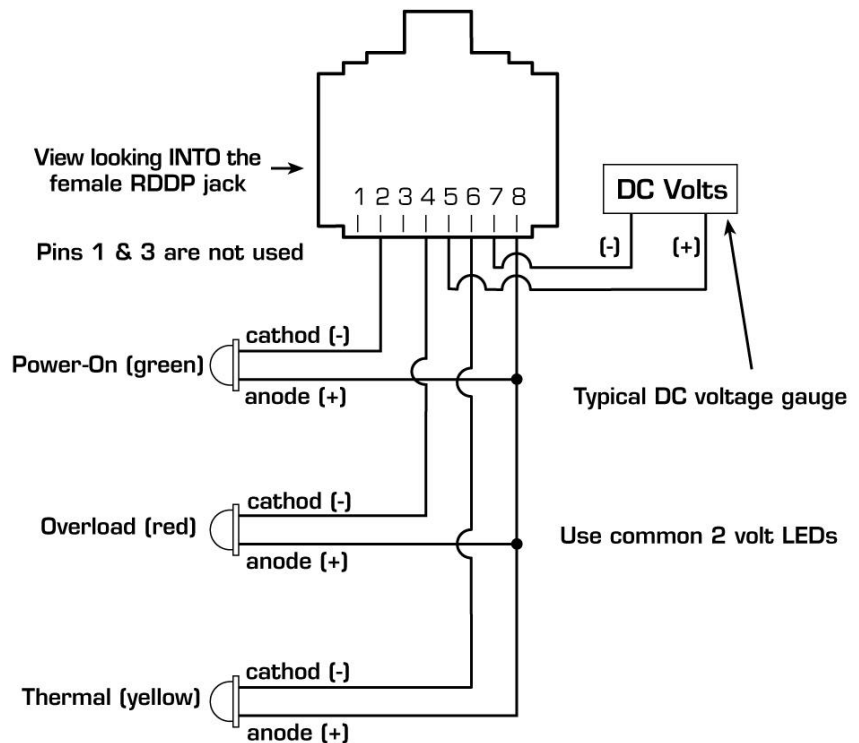 View looking INTO the
female RDDP jack
1 2 3 4 5 6 7 8
DC Volts
Pins 1 & 3 are not used
(-) (+)
cathod (-)
Power-On (green)
anode (+)
Typical DC voltage gauge
cathod (-)
Overload (red)
anode (+)
Use common 2 volt LEDs
cathod (-)
Thermal (yellow)
anode (+)